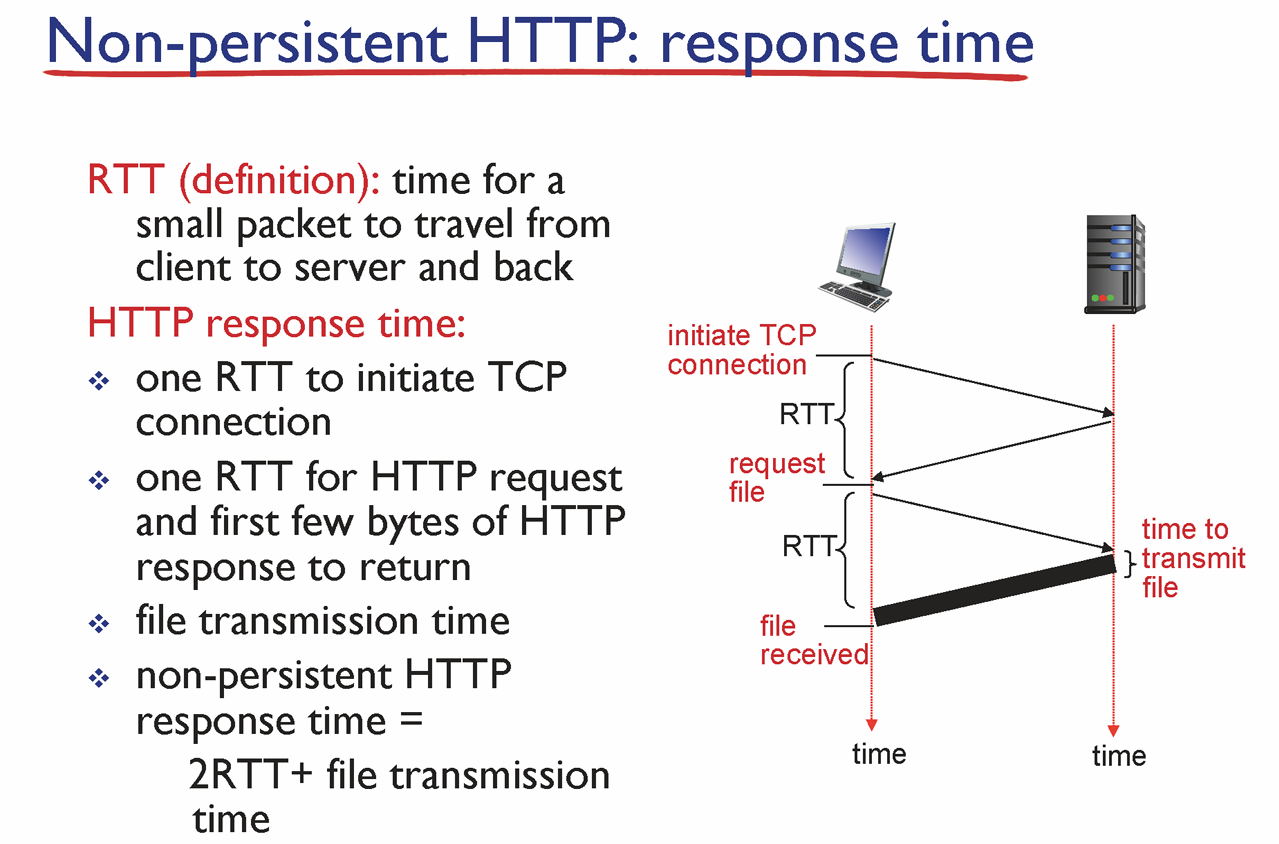 Non-persistent HTTP: response time
RTT (definition): time for a
small packet to travel from
client to server and back
HTTP response time:
❖ one RTT to initiate TCP
connection
❖ one RTT for HTTP request
and first few bytes of HTTP
response to return
❖ file transmission time
❖ non-persistent HTTP
response time =
2RTT+ file transmission
time
initiate TCP
connection
RTT
request
file
RTT
time to
transmit
file
file
received
time
time